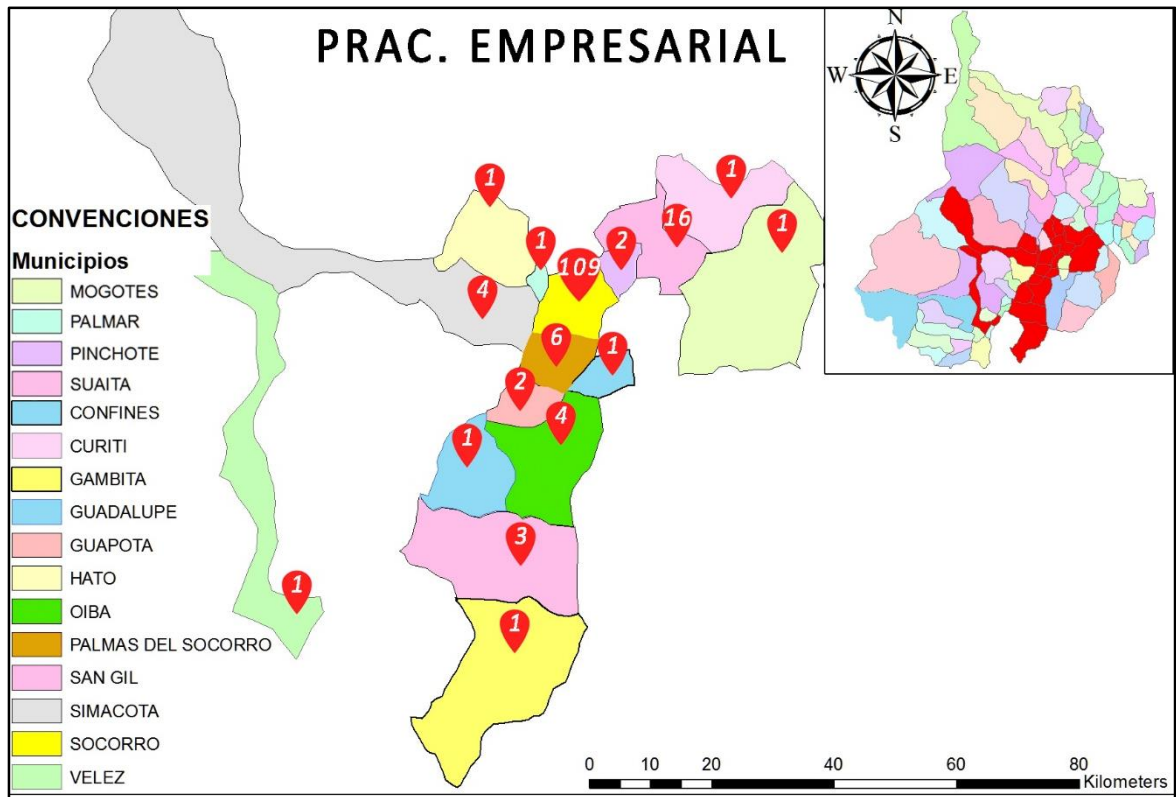 PRAC. EMPRESARIAL
N
W E
S
1
1
16
1
1
2
109
4
6
1
2
4
1
3
1
1
CONVENCIONES
Municipios
MOGOTES
PALMAR
PINCHOTE
SUAITA
CONFINES
CURITI
GAMBITA
GUADALUPE
GUAPOTA
HATO
OIBA
PALMAS DEL SOCORRO
SAN GIL
SIMACOTA
SOCORRO
VELEZ
0 10 20 40 60 80
Kilometers